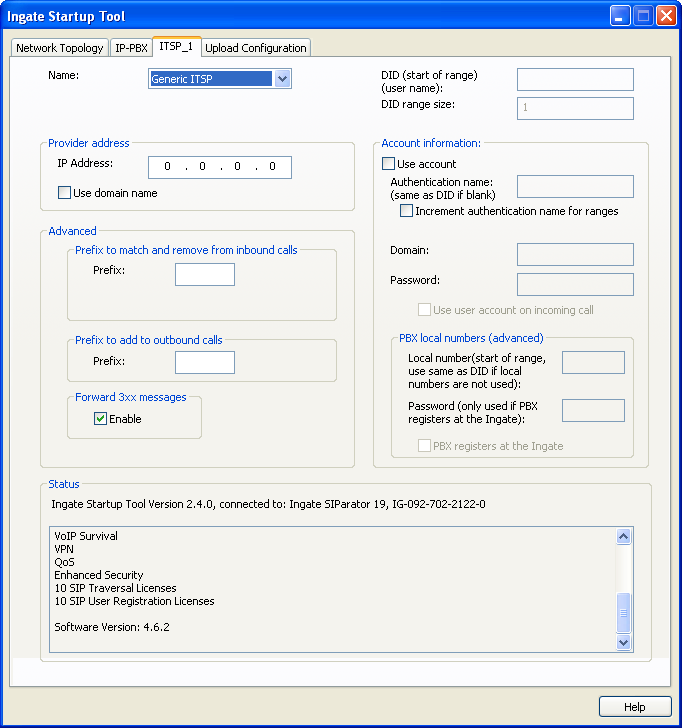 Ingate Startup Tool
Network Topology
IP-PBX
ITSP_1
Upload Configuration
Name:
Generic ITSP
DID (start of range)
(user name):
DID range size:
1
Provider address
IP Address:
0 . 0 . 0 . 0
Use domain name
Advanced
Prefix to match and remove from inbound calls
Prefix:
Prefix to add to outbound calls
Prefix:
Forward 3xx messages
Enable
Account information:
Use account
Authentication name:
(same as DID if blank)
Increment authentication name for ranges
Domain:
Password:
Use user account on incoming call
PBX local numbers (advanced)
Local number(start of range,
use same as DID if local
numbers are not used):
Password (only used if PBX
registers at the Ingate):
PBX registers at the Ingate
Status
Ingate Startup Tool Version 2.4.0, connected to: Ingate SIParator 19, IG-092-702-2122-0
VoIP Survival
VPN
QoS
Enhanced Security
10 SIP Traversal Licenses
10 SIP User Registration Licenses
Software Version: 4.6.2
Help